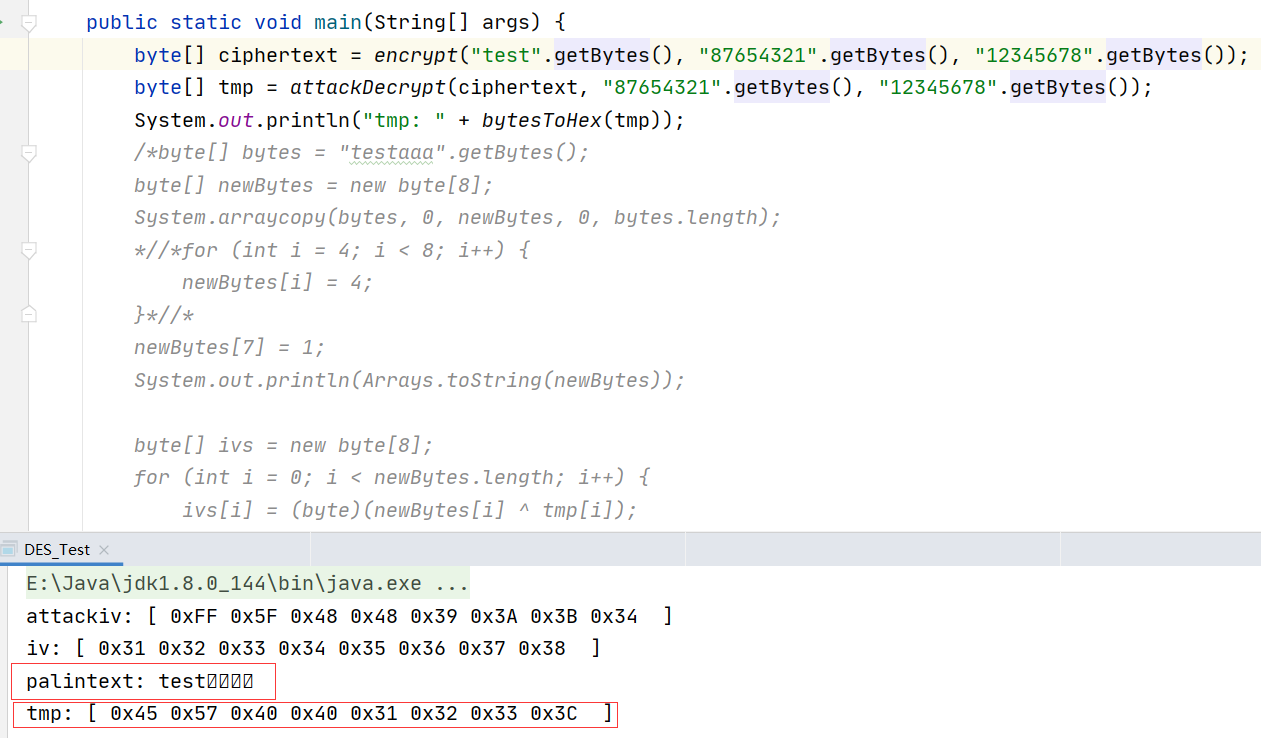 public static void main(String[] args) {
byte[] ciphertext = encrypt("test".getBytes(), "87654321".getBytes(), "12345678".getBytes());
byte[] tmp = attackDecrypt(ciphertext, "87654321".getBytes(), "12345678".getBytes());
System.out.println("tmp: " + bytesToHex(tmp));
/*byte[] bytes = "testaaa".getBytes();
byte[] newBytes = new byte[8];
System.arraycopy(bytes, 0, newBytes, 0, bytes.length);
*//*for (int i = 4; i < 8; i++) {
newBytes[i] = 4;
}*//*
newBytes[7] = 1;
System.out.println(Arrays.toString(newBytes));
byte[] ivs = new byte[8];
for (int i = 0; i < newBytes.length; i++) {
ivs[i] = (byte)(newBytes[i] ^ tmp[i]);
DES_Test ×
E:\Java\jdk1.8.0_144\bin\java.exe ...
attackiv: [ 0xFF 0x5F 0x48 0x48 0x39 0x3A 0x3B 0x34  ]
iv: [ 0x31 0x32 0x33 0x34 0x35 0x36 0x37 0x38  ]
palintext: test
tmp: [ 0x45 0x57 0x40 0x40 0x31 0x32 0x33 0x3C  ]